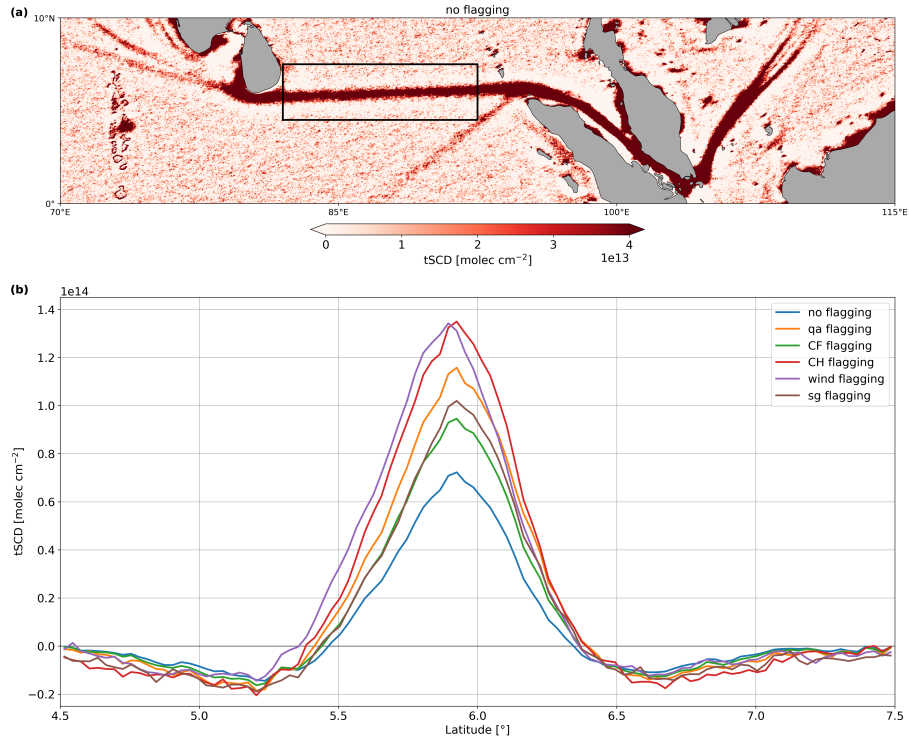 (a)
no flagging
10°N
0°
70°E 85°E 100°E 115°E
0 1 2 3 4
1e13
tSCD [molec cm⁻²]
(b)
1e14
1.4
1.2
1.0
0.8
0.6
0.4
0.2
0.0
−0.2
tSCD [molec cm⁻²]
no flagging
qa flagging
CF flagging
CH flagging
wind flagging
sg flagging
4.5 5.0 5.5 6.0 6.5 7.0 7.5
Latitude [°]